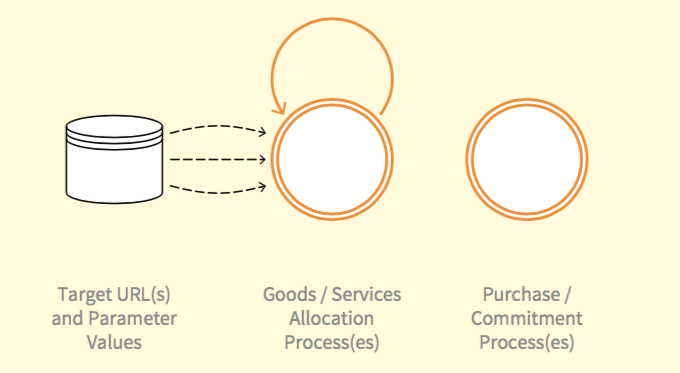 Target URL(s)
and Parameter
Values
Goods / Services
Allocation
Process(es)
Purchase /
Commitment
Process(es)